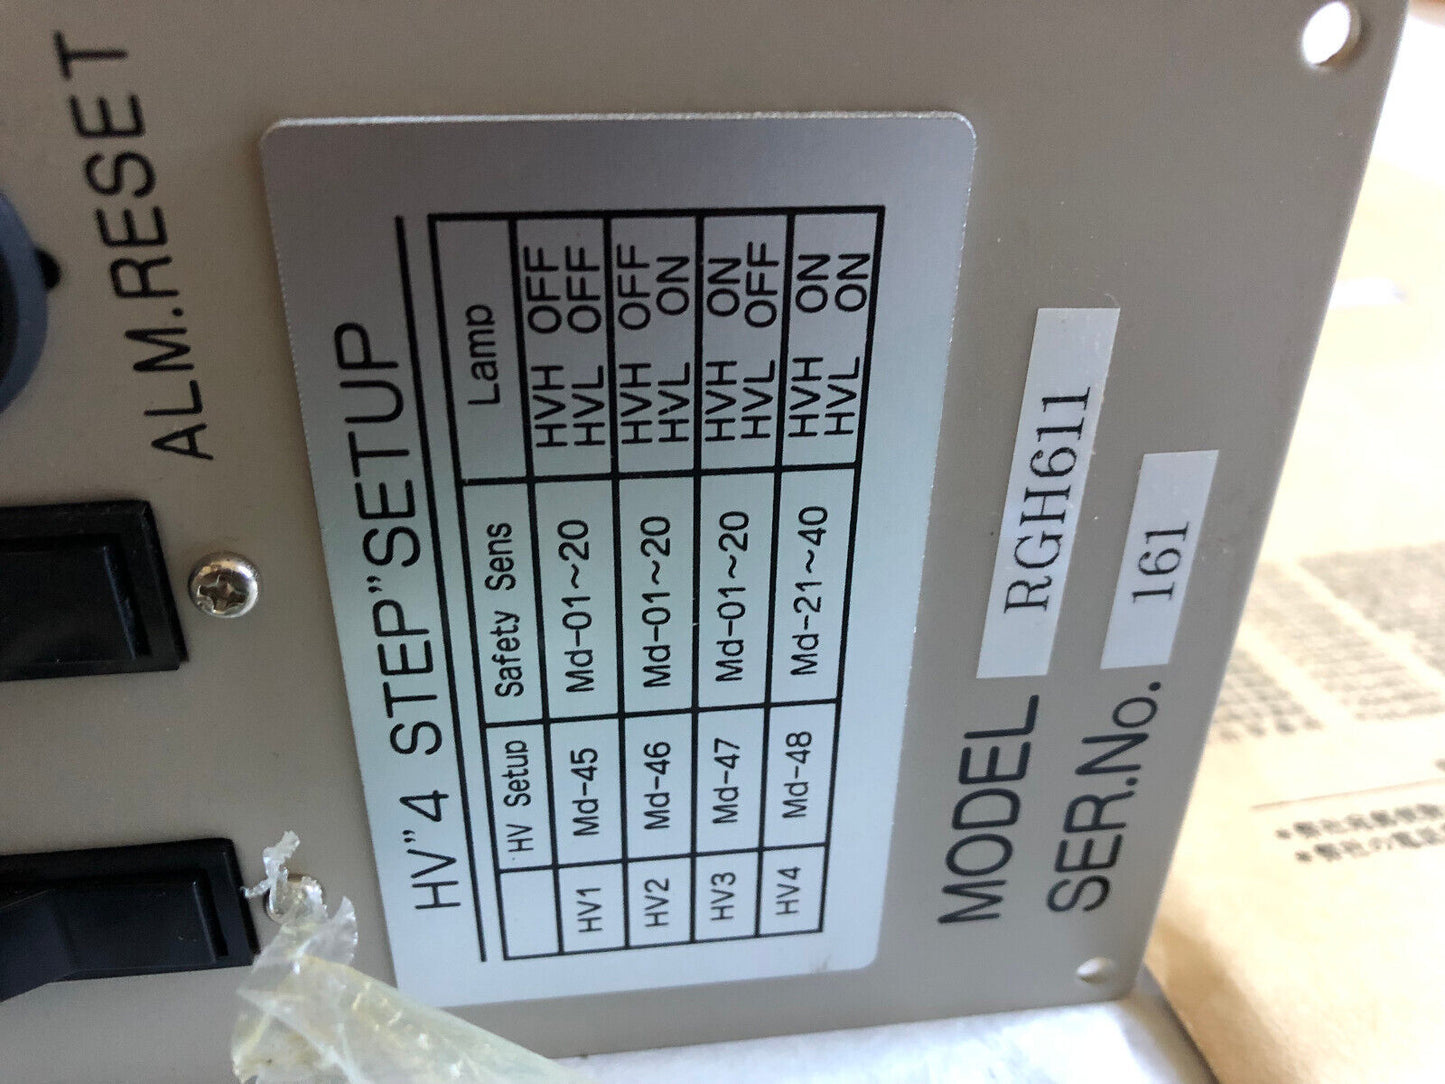 ALM.RESET
HV"4 STEP"SETUP
HV Setup Safety Sens Lamp
HV1 Md-45 Md-01~20 HVH OFF
HVL OFF
HV2 Md-46 Md-01~20 HVH OFF
HVL ON
HV3 Md-47 Md-01~20 HVH ON
HVL OFF
HV4 Md-48 Md-21~40 HVH ON
HVL ON
MODEL RGH611
SER.No. 161